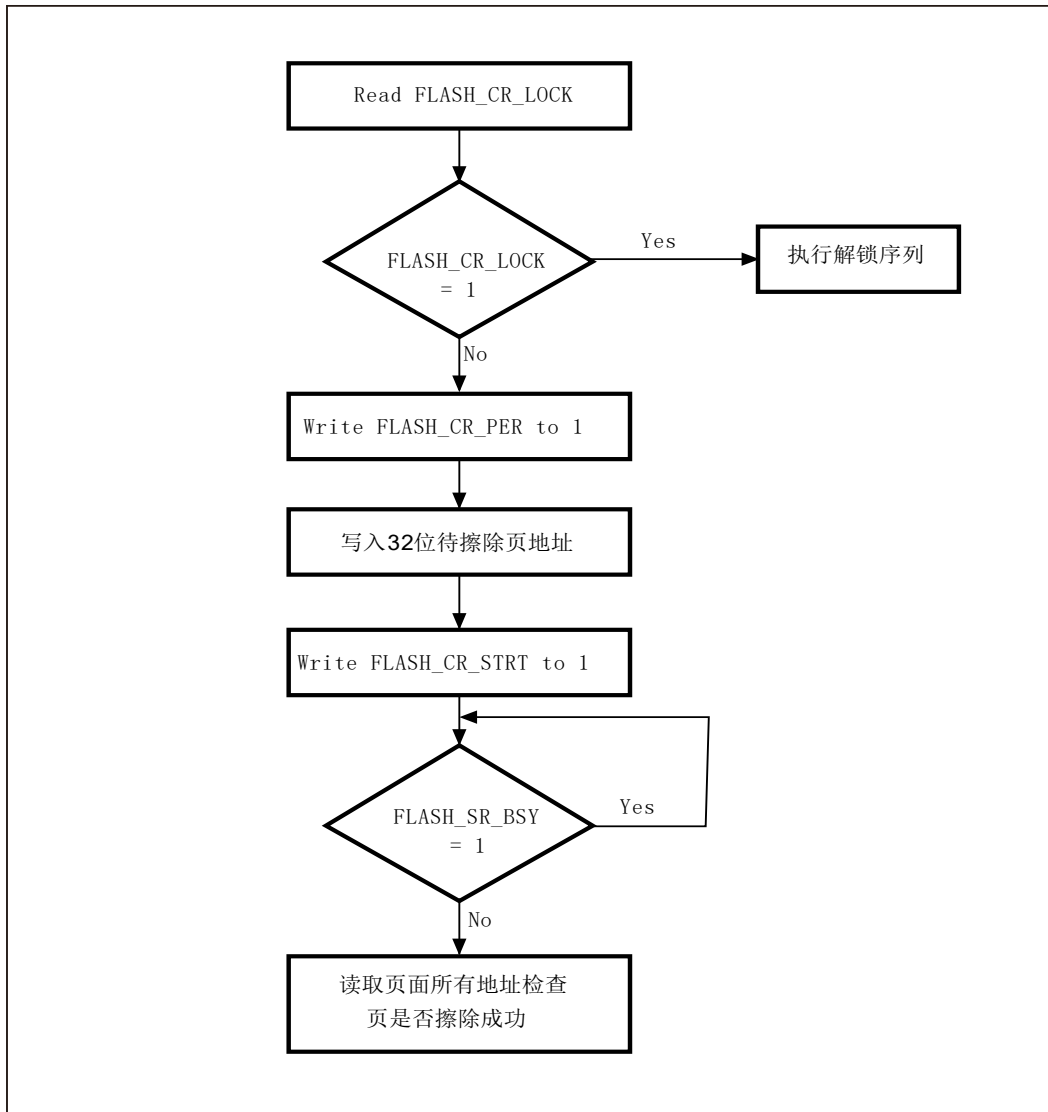 Read FLASH_CR_LOCK
FLASH_CR_LOCK
= 1
Yes
执行解锁序列
No
Write FLASH_CR_PER to 1
写入32位待擦除页地址
Write FLASH_CR_STRT to 1
FLASH_SR_BSY
= 1
Yes
No
读取页面所有地址检查
页是否擦除成功